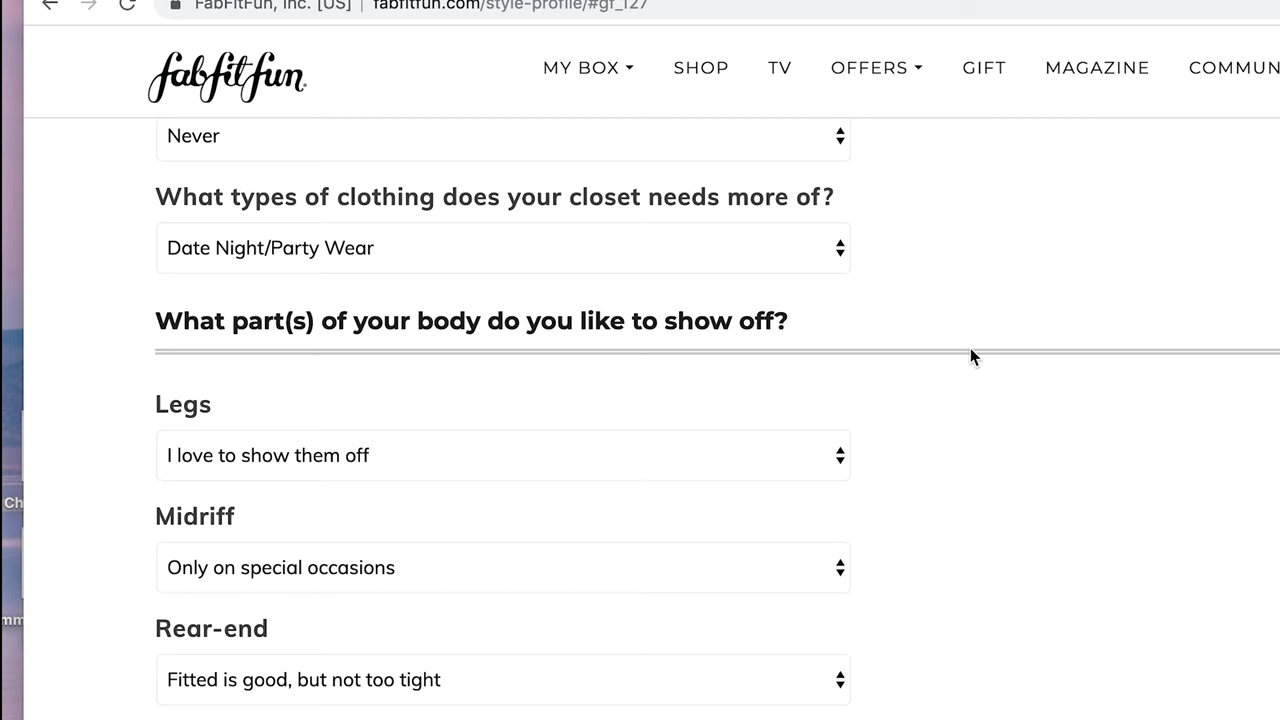 FabFitFun, Inc. [US] | fabfitfun.com/style-profile/#gf_127
fabfitfun
MY BOX SHOP TV OFFERS GIFT MAGAZINE COMMUN
Never
What types of clothing does your closet needs more of?
Date Night/Party Wear
What part(s) of your body do you like to show off?
Legs
I love to show them off
Ch
Midriff
Only on special occasions
mm
Rear-end
Fitted is good, but not too tight